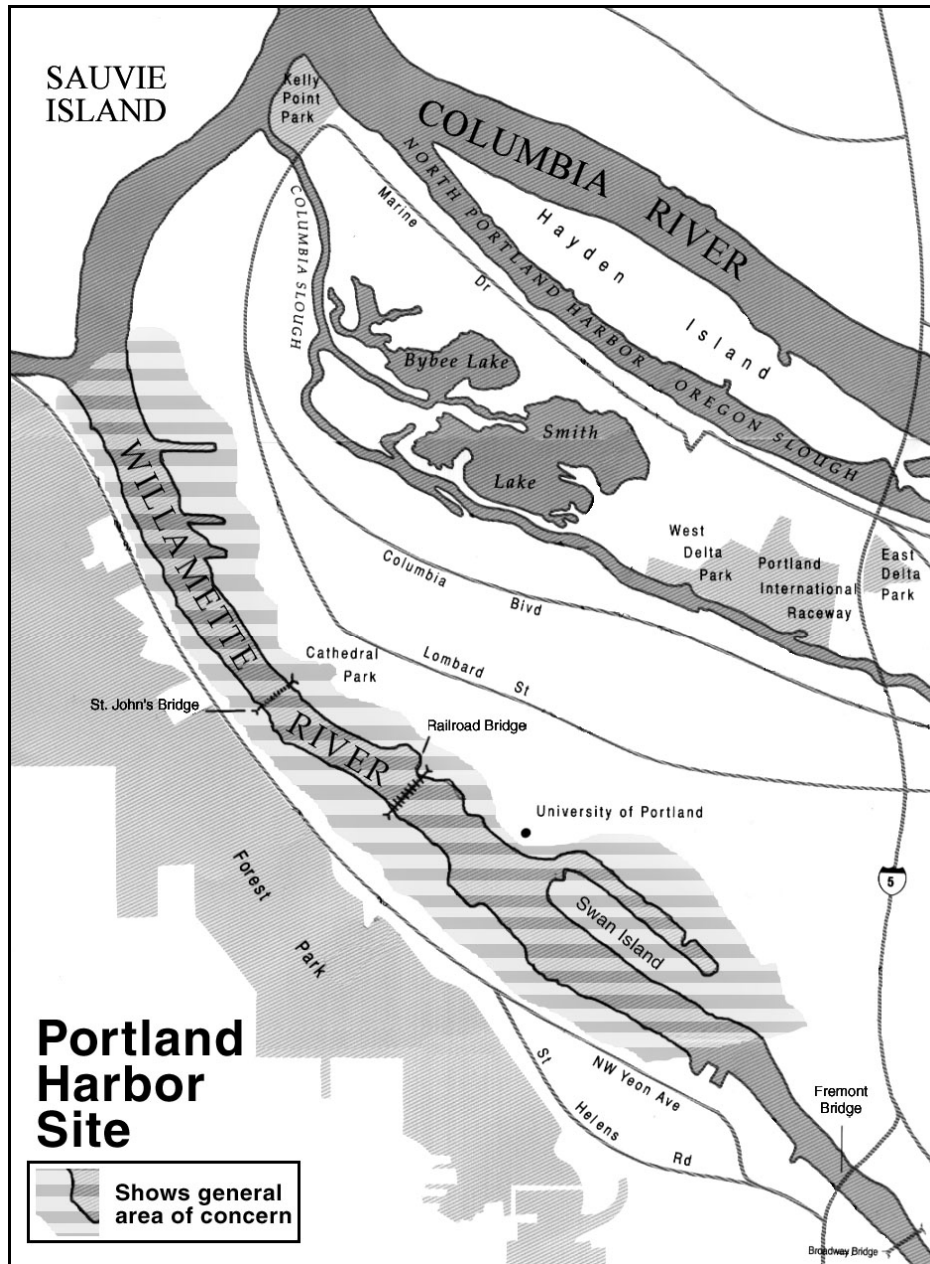 SAUVIE
ISLAND
Kelly
Point
Park
COLUMBIA RIVER
NORTH PORTLAND HARBOR OREGON SLOUGH
Marine
Dr
Hayden
Island
COLUMBIA SLOUGH
Bybee Lake
Smith
Lake
West
Delta
Park
Portland
International
Raceway
East
Delta
Park
Columbia
Blvd
Lombard
St
WILLAMETTE
RIVER
Cathedral
Park
St. John's Bridge
Railroad Bridge
University of Portland
5
Swan Island
Forest
Park
NW Yeon Ave
St
Helens
Rd
Fremont
Bridge
Broadway Bridge
Portland
Harbor
Site
Shows general
area of concern